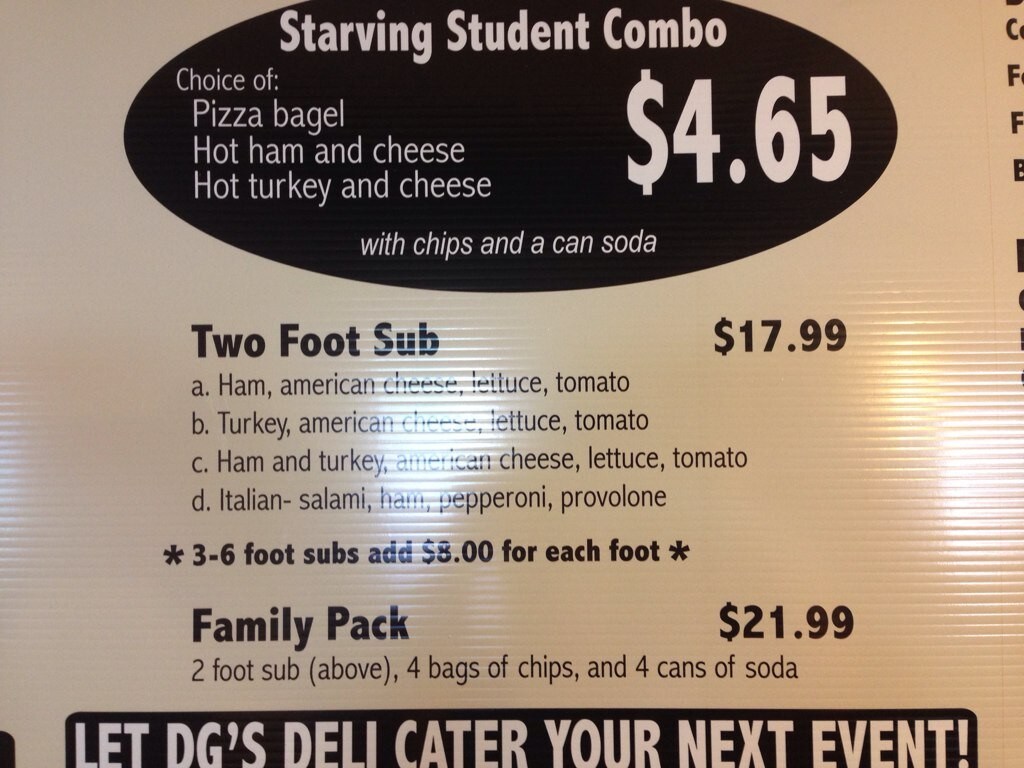 Starving Student Combo
Choice of:
Pizza bagel
Hot ham and cheese
Hot turkey and cheese
$4.65
with chips and a can soda
Two Foot Sub $17.99
a. Ham, american cheese, lettuce, tomato
b. Turkey, american cheese, lettuce, tomato
c. Ham and turkey, american cheese, lettuce, tomato
d. Italian- salami, ham, pepperoni, provolone
* 3-6 foot subs add $8.00 for each foot *
Family Pack $21.99
2 foot sub (above), 4 bags of chips, and 4 cans of soda
LET DG'S DELI CATER YOUR NEXT EVENT!